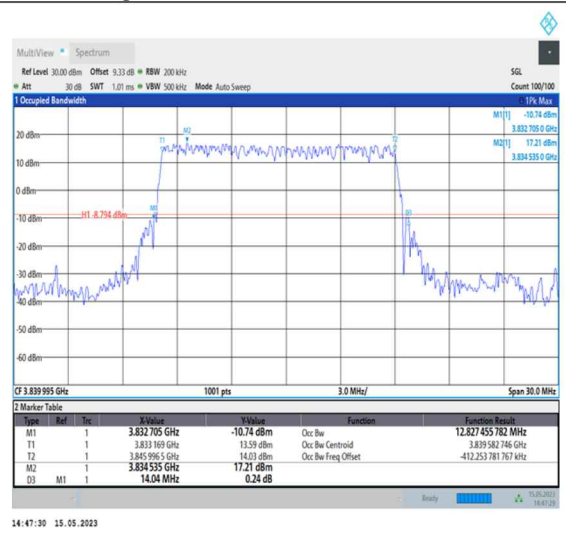 MultiView Spectrum
Ref Level 30.00 dBm Offset 9.33 dB RBW 200 kHz SGL
Att 30 dB SWT 1.01 ms VBW 500 kHz Mode Auto Sweep Count 100/100
1 Occupied Bandwidth 1Pk Max
M1[1] -10.74 dBm
3.832 705 0 GHz
M2[1] 17.21 dBm
3.834 535 0 GHz
20 dBm
M2
T1
T2
10 dBm
0 dBm
M1
D3
-10 dBm
H1 -8.794 dBm
-20 dBm
-30 dBm
-40 dBm
-50 dBm
-60 dBm
CF 3.839 995 GHz 1001 pts 3.0 MHz/ Span 30.0 MHz
2 Marker Table
Type Ref Trc X-Value Y-Value Function Function Result
M1 1 3.832705 GHz -10.74 dBm Occ Bw 12.827 455 782 MHz
T1 1 3.833 169 GHz 13.59 dBm Occ Bw Centroid 3.839 582 746 GHz
T2 1 3.845 996 5 GHz 14.03 dBm Occ Bw Freq Offset -412.253 781 767 kHz
M2 1 3.834 535 GHz 17.21 dBm
D3 M1 1 14.04 MHz 0.24 dB
Ready 15.05.2023
14:47:29
14:47:30 15.05.2023